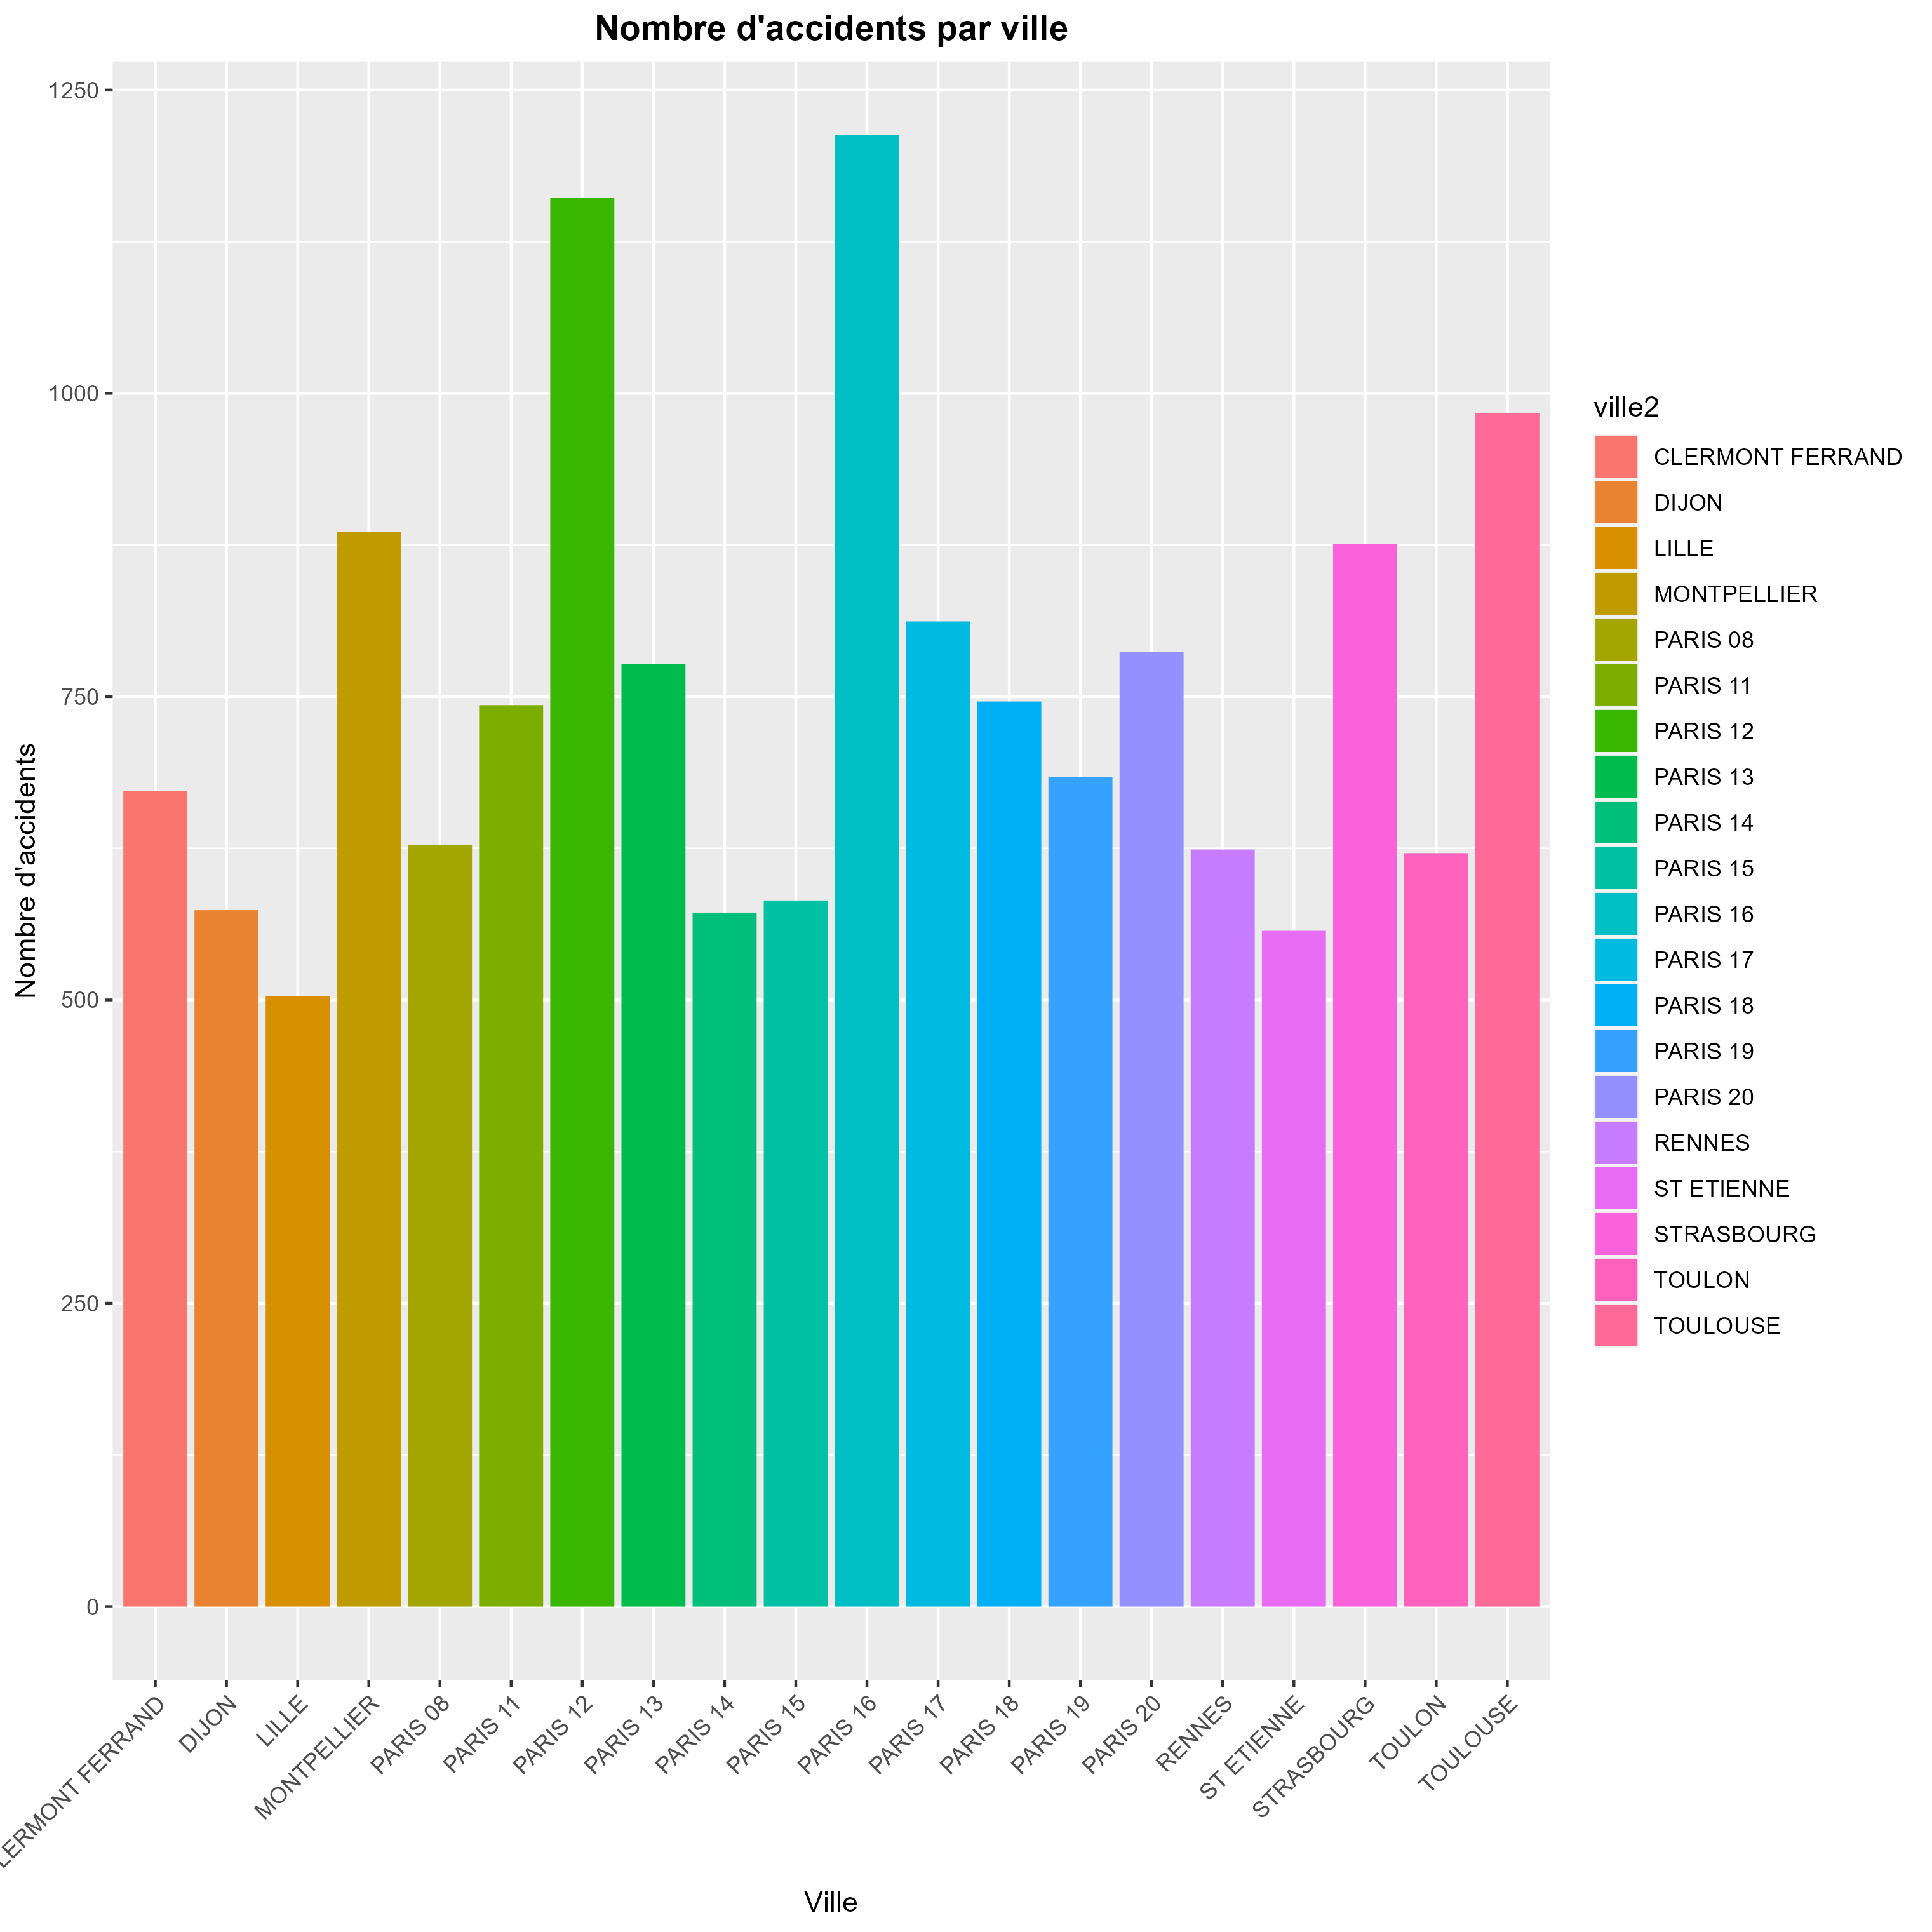 Nombre d'accidents par ville
Nombre d'accidents
1250
1000
750
500
250
0
LERMONT FERRAND
DIJON
LILLE
MONTPELLIER
PARIS 08
PARIS 11
PARIS 12
PARIS 13
PARIS 14
PARIS 15
PARIS 16
PARIS 17
PARIS 18
PARIS 19
PARIS 20
RENNES
ST ETIENNE
STRASBOURG
TOULON
TOULOUSE
Ville
ville2
CLERMONT FERRAND
DIJON
LILLE
MONTPELLIER
PARIS 08
PARIS 11
PARIS 12
PARIS 13
PARIS 14
PARIS 15
PARIS 16
PARIS 17
PARIS 18
PARIS 19
PARIS 20
RENNES
ST ETIENNE
STRASBOURG
TOULON
TOULOUSE